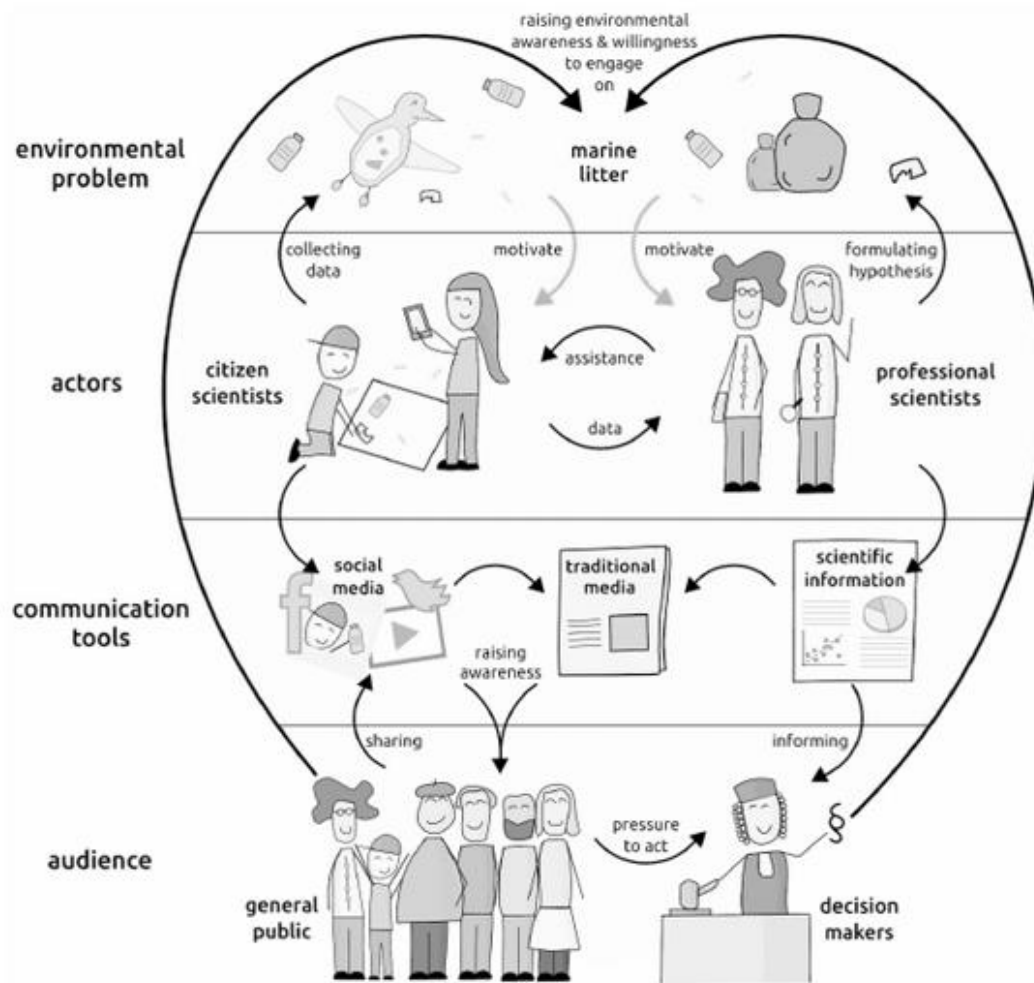 raising environmental
awareness & willingness
to engage
on
environmental
problem
marine
litter
collecting
data
motivate
motivate
formulating
hypothesis
actors
citizen
scientists
assistance
data
professional
scientists
communication
tools
social
media
f
traditional
media
scientific
information
raising
awareness
sharing
informing
audience
general
public
pressure
to act
§
decision
makers